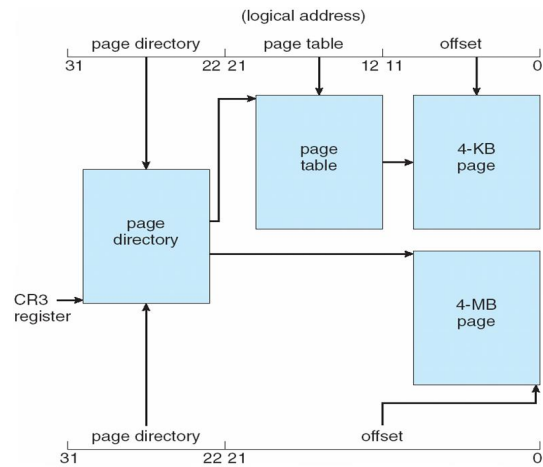 (logical address)
page directory page table offset
31 22 21 12 11 0
page
table
4-KB
page
page
directory
CR3
register
4-MB
page
page directory offset
31 22 21 0